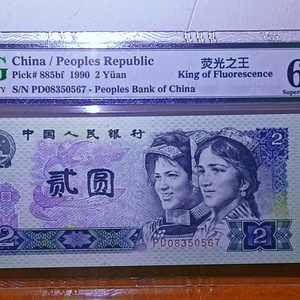 China / Peoples Republic
Pick# 885bf 1990 2 Yüan
S/N PD08350567 - Peoples Bank of China
荧光之王
King of Fluorescence
中国人民银行
贰圆
2
PD08350567
2
2